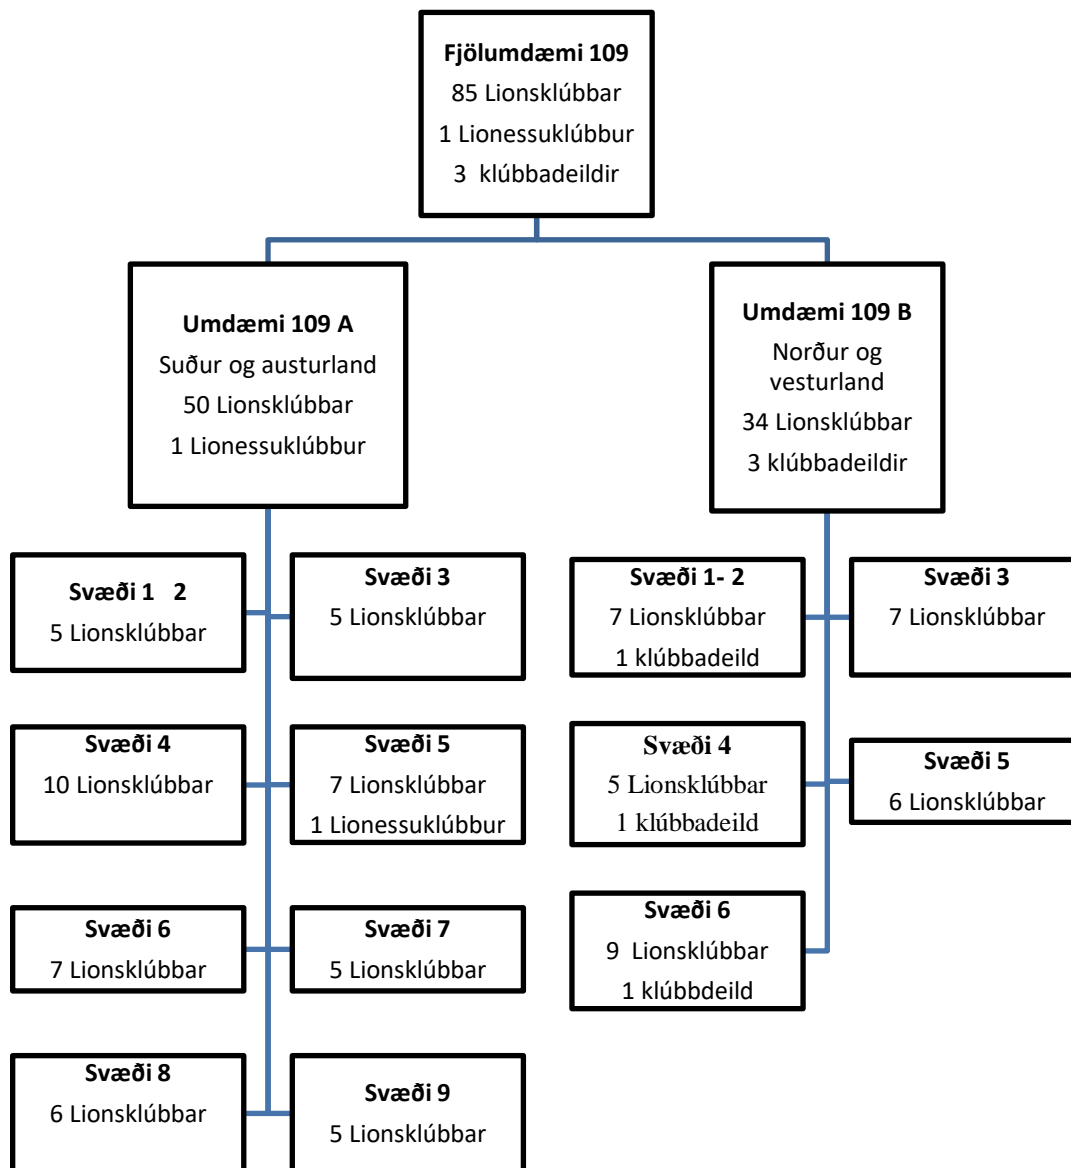 Fjölumdæmi 109
85 Lionsklúbbar
1 Lionessuklúbbur
3 klúbbadeildir
Umdæmi 109 A
Suður og austurland
50 Lionsklúbbar
1 Lionessuklúbbur
Umdæmi 109 B
Norður og
vesturland
34 Lionsklúbbar
3 klúbbadeildir
Svæði 1 2
5 Lionsklúbbar
Svæði 3
5 Lionsklúbbar
Svæði 4
10 Lionsklúbbar
Svæði 5
7 Lionsklúbbar
1 Lionessuklúbbur
Svæði 6
7 Lionsklúbbar
Svæði 7
5 Lionsklúbbar
Svæði 8
6 Lionsklúbbar
Svæði 9
5 Lionsklúbbar
Svæði 1- 2
7 Lionsklúbbar
1 klúbbadeild
Svæði 3
7 Lionsklúbbar
Svæði 4
5 Lionsklúbbar
1 klúbbadeild
Svæði 5
6 Lionsklúbbar
Svæði 6
9 Lionsklúbbar
1 klúbbdeild